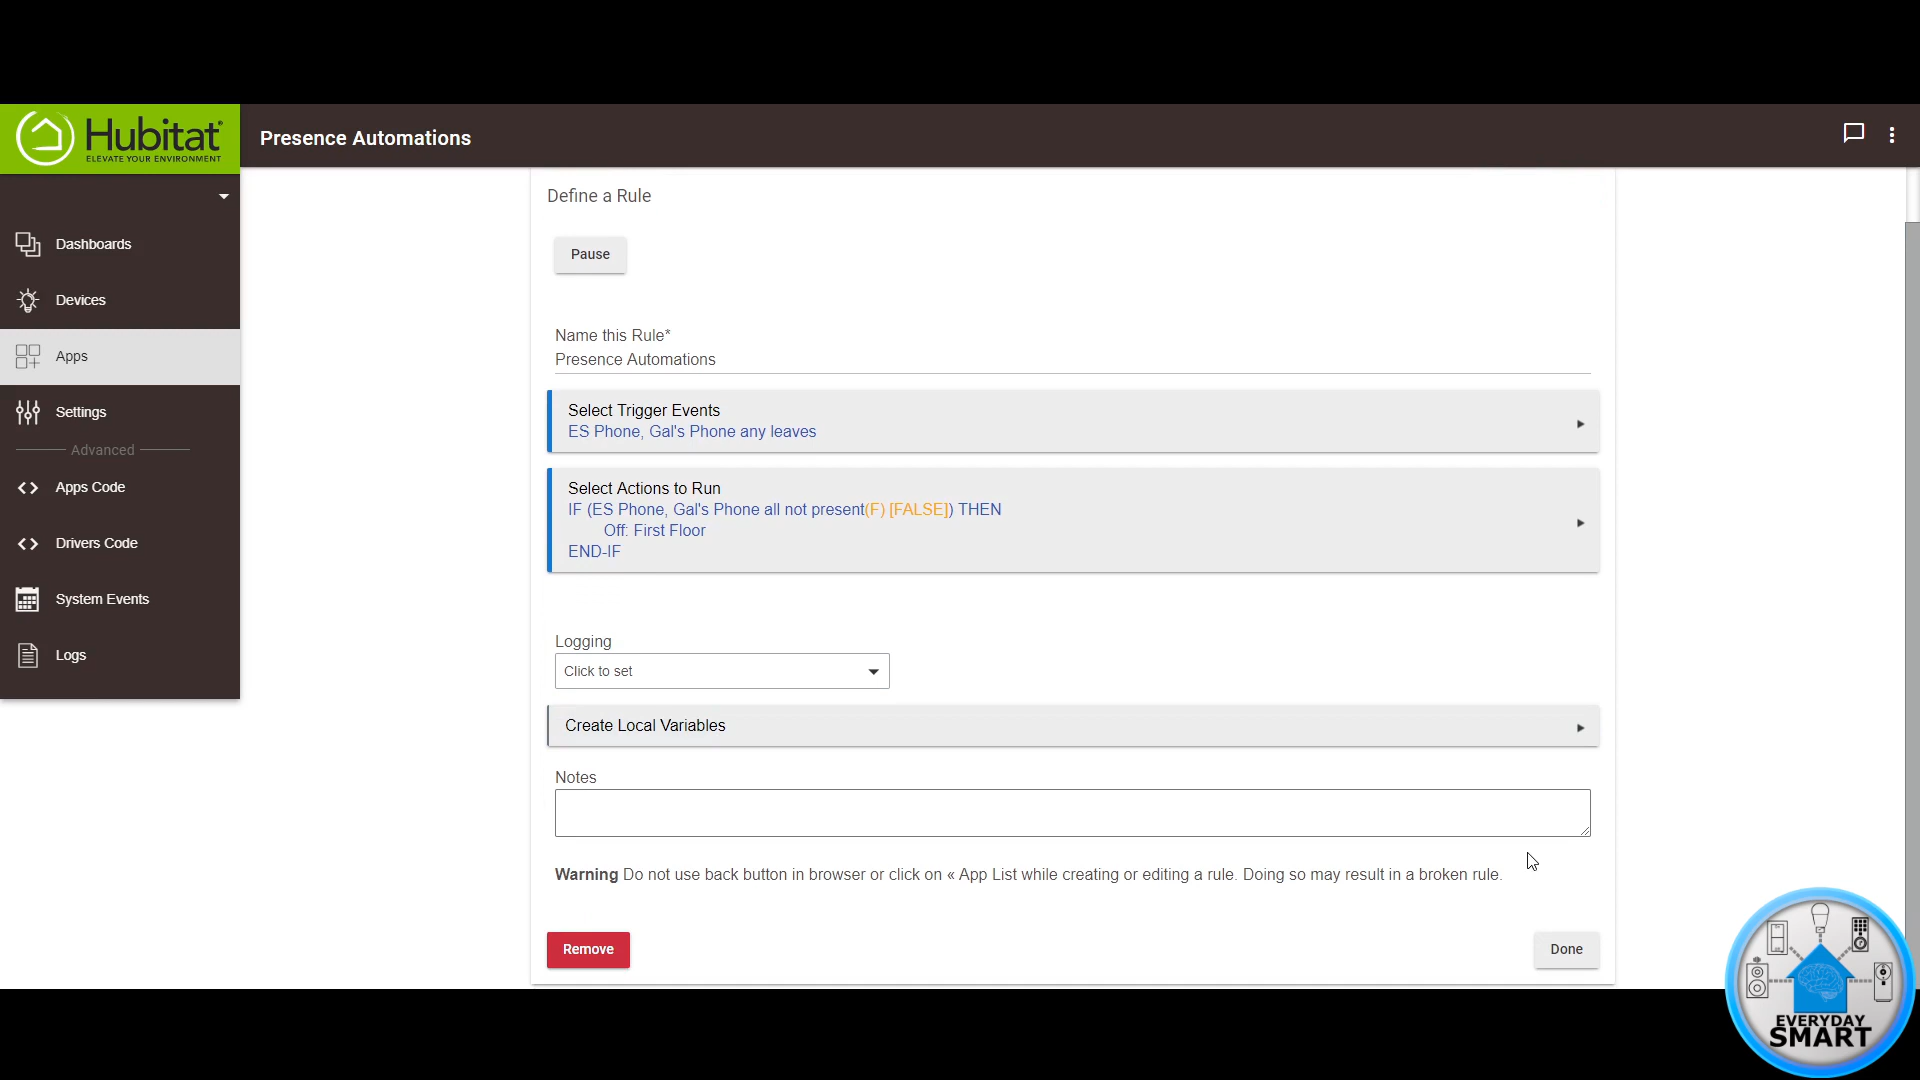 Hubitat
ELEVATE YOUR ENVIRONMENT
Presence Automations
Dashboards
Devices
Apps
Settings
Advanced
Apps Code
Drivers Code
System Events
Logs
Define a Rule
Pause
Name this Rule*
Presence Automations
Select Trigger Events
ES Phone, Gal's Phone any leaves
Select Actions to Run
IF (ES Phone, Gal's Phone all not present(F) [FALSE]) THEN
Off: First Floor
END-IF
Logging
Click to set
Create Local Variables
Notes
Warning Do not use back button in browser or click on « App List while creating or editing a rule. Doing so may result in a broken rule.
Remove
Done
EVERYDAY
SMART